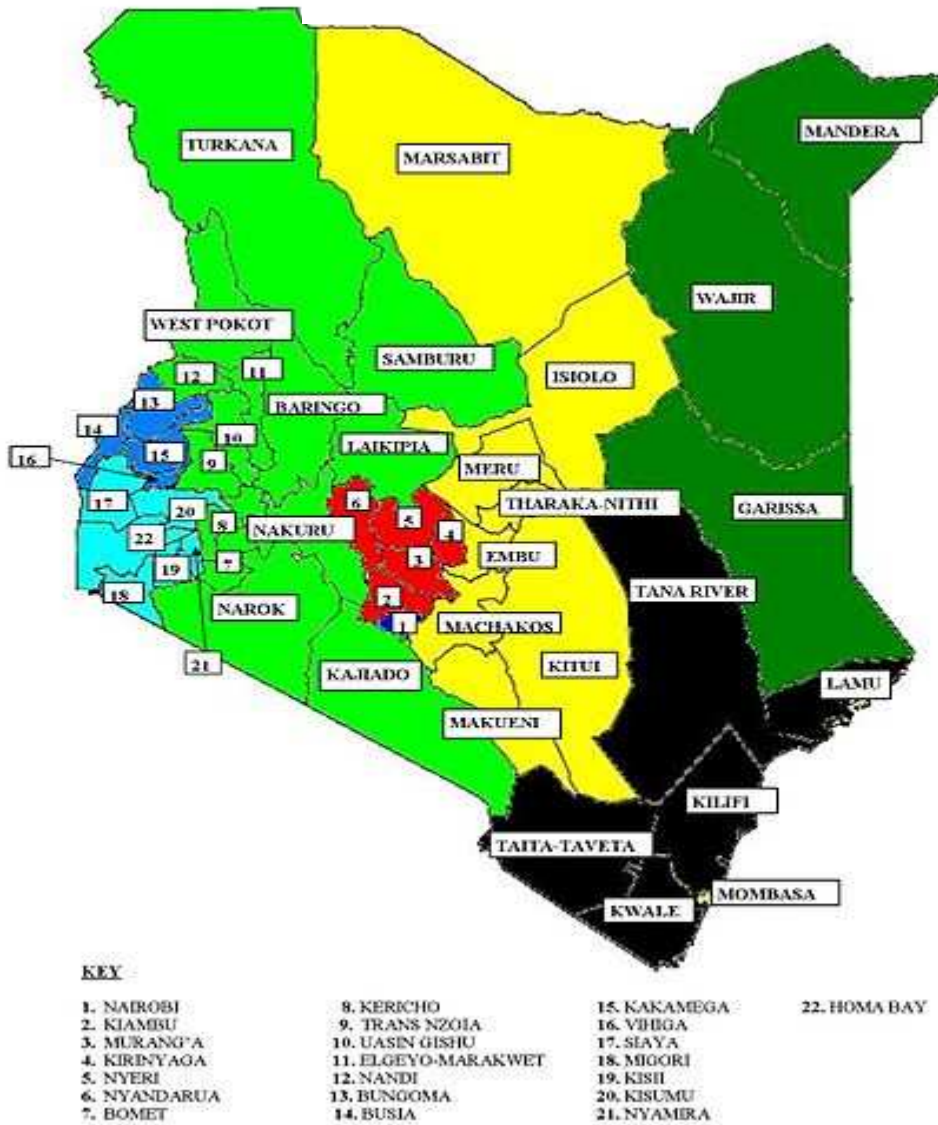 MANDERA
TURKANA
MARSABIT
WAJIR
WEST POKOT
SAMBURU
ISIOLO
11
12
13
BARINGO
14
10
LAIKIPIA
15
16
9
MERU
6
THARAKA-NITHI
17
GARISSA
20
5
8
NAKURU
4
22
3
EMBU
19
7
TANA RIVER
18
2
NAROK
1
MACHAKOS
21
KAJIADO
KITUI
LAMU
MAKUENI
KILIFI
TAITA-TAVETA
MOMBASA
KWALE
KEY
1. NAIROBI
2. KIAMBU
3. MURANG'A
4. KIRINYAGA
5. NYERI
6. NYANDARUA
7. BOMET
8. KERICHO
9. TRANS NZOIA
10. UASIN GISHU
11. ELGEYO-MARAKWET
12. NANDI
13. BUNGOMA
14. BUSIA
15. KAKAMEGA
16. VIHIGA
17. SIAYA
18. MIGORI
19. KISII
20. KISUMU
21. NYAMIRA
22. HOMA BAY